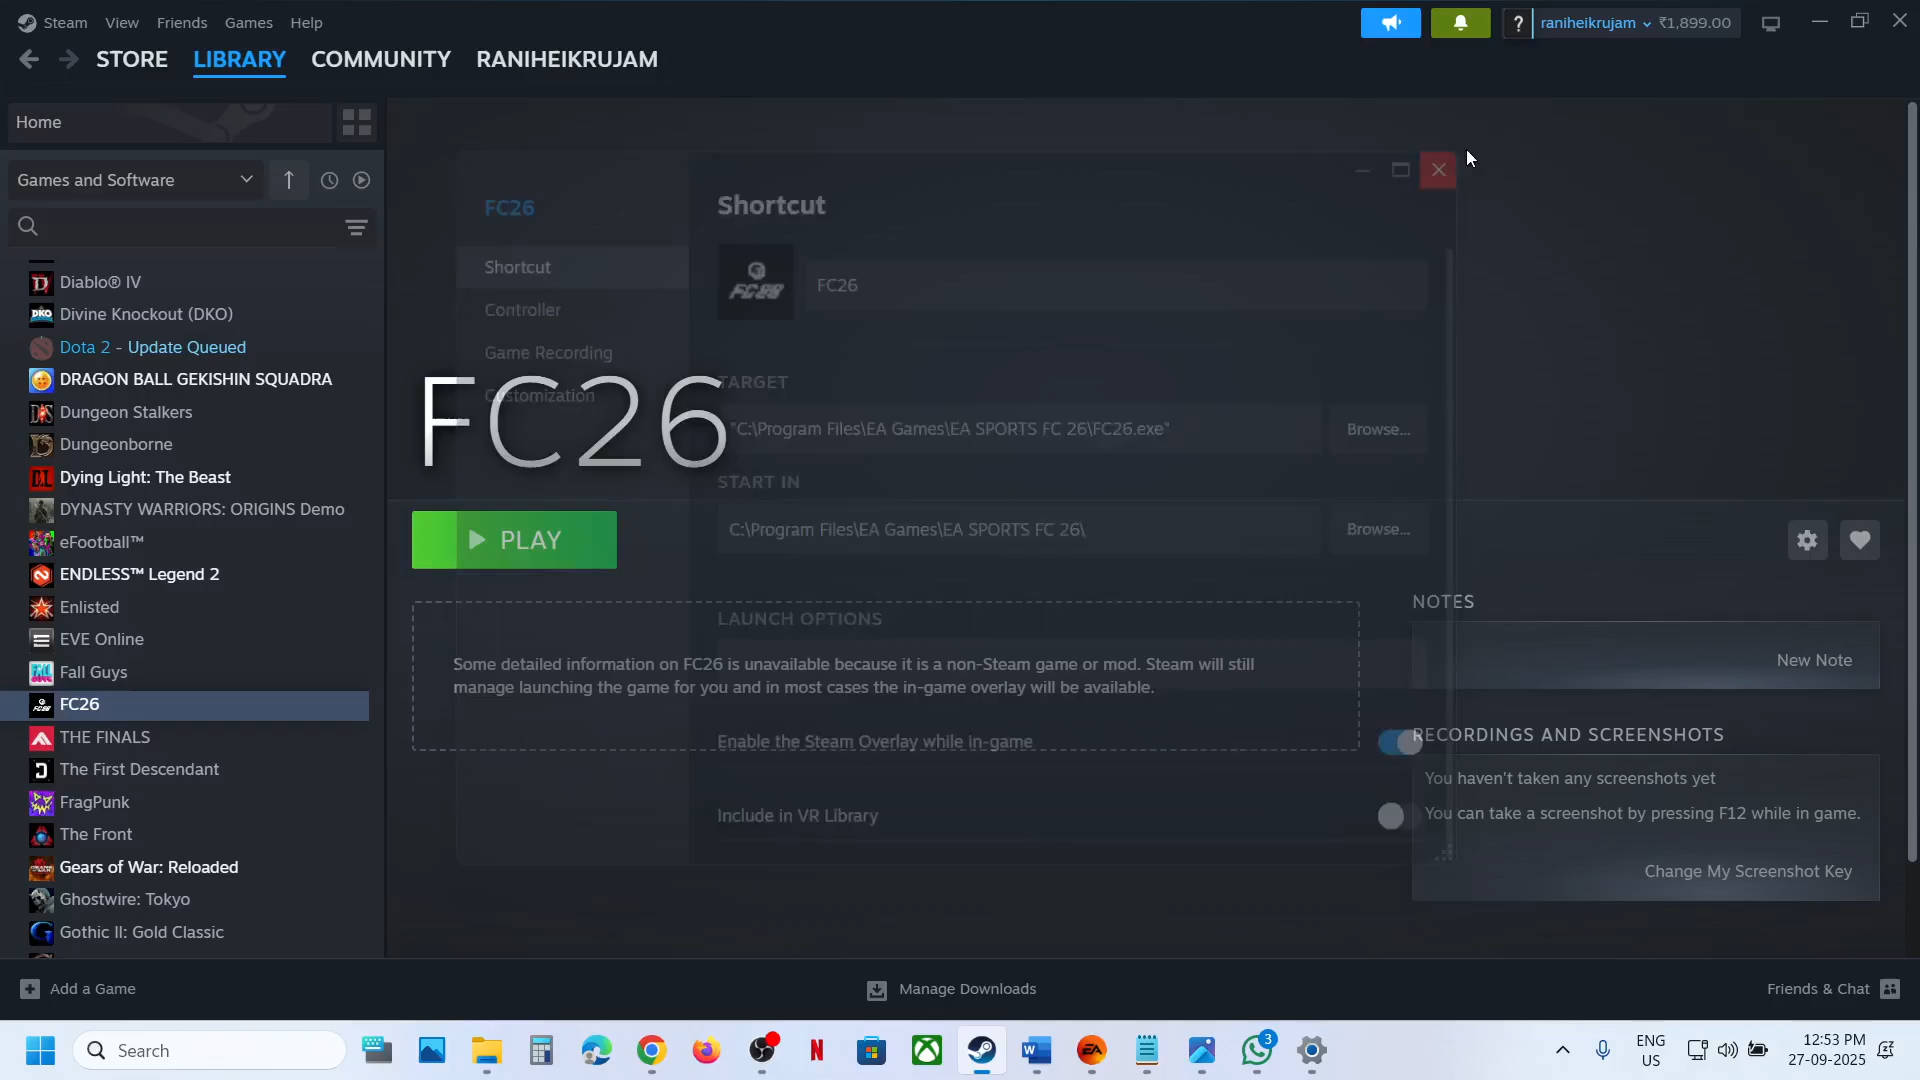 Steam View Friends Games Help
raniheikrujam ₹1,899.00
STORE LIBRARY COMMUNITY RANIHEIKRUJAM
Home
Games and Software
Diablo® IV
Divine Knockout (DKO)
Dota 2 - Update Queued
DRAGON BALL GEKISHIN SQUADRA
Dungeon Stalkers
Dungeonborne
Dying Light: The Beast
DYNASTY WARRIORS: ORIGINS Demo
eFootball™
ENDLESS™ Legend 2
Enlisted
EVE Online
Fall Guys
FC26
THE FINALS
The First Descendant
FragPunk
The Front
Gears of War: Reloaded
Ghostwire: Tokyo
Gothic II: Gold Classic
FC26
Shortcut
Controller
Game Recording
Customization
Shortcut
FC26
FC26
TARGET
"C:\Program Files\EA Games\EA SPORTS FC 26\FC26.exe"
Browse...
START IN
C:\Program Files\EA Games\EA SPORTS FC 26\
Browse...
LAUNCH OPTIONS
Enable the Steam Overlay while in-game
Include in VR Library
FC26
PLAY
Some detailed information on FC26 is unavailable because it is a non-Steam game or mod. Steam will still
manage launching the game for you and in most cases the in-game overlay will be available.
NOTES
New Note
RECORDINGS AND SCREENSHOTS
You haven't taken any screenshots yet
You can take a screenshot by pressing F12 while in game.
Change My Screenshot Key
Add a Game
Manage Downloads
Friends & Chat
Search
3
ENG
US
12:53 PM
27-09-2025